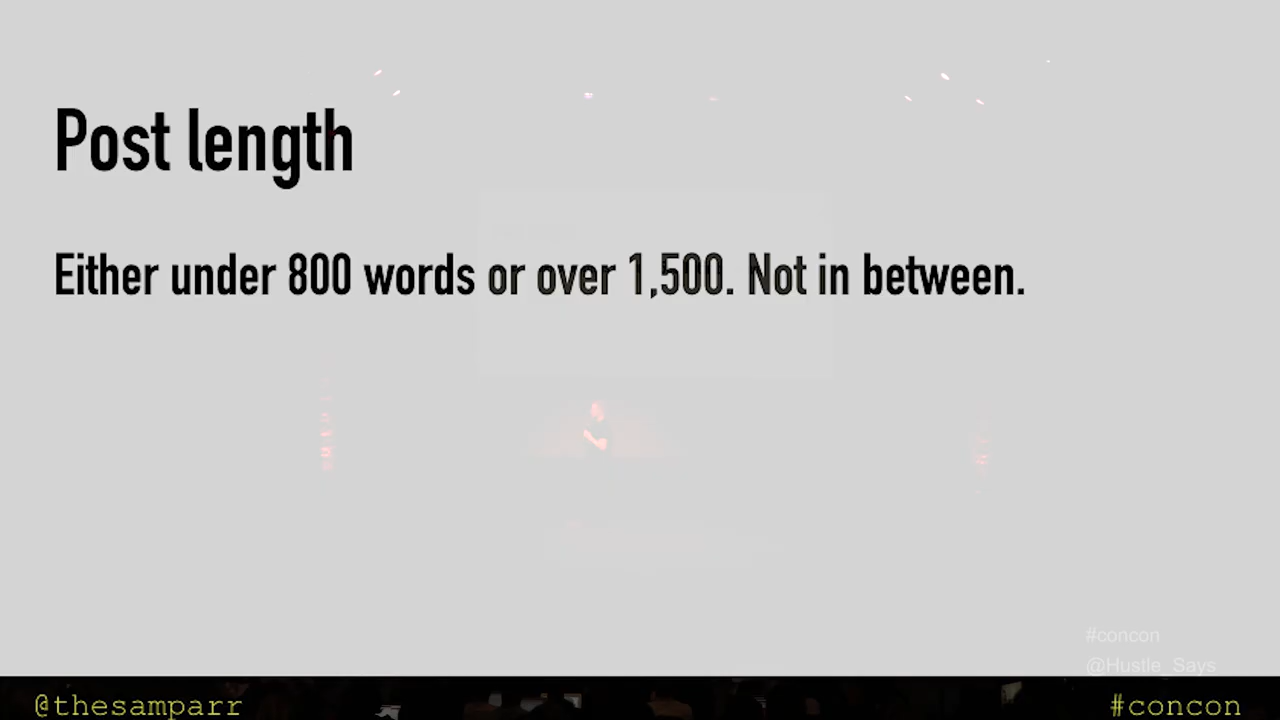 Post length
Either under 800 words or over 1,500. Not in between.
#concon
@Hustle_Says
@thesamparr
#concon